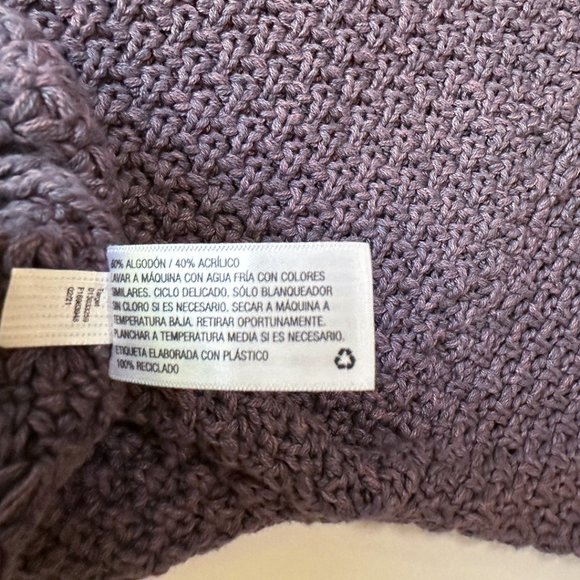 60% ALGODÓN / 40% ACRÍLICO
LAVAR A MÁQUINA CON AGUA FRÍA CON COLORES
SIMILARES. CICLO DELICADO. SÓLO BLANQUEADOR
SIN CLORO SI ES NECESARIO. SECAR A MÁQUINA A
TEMPERATURA BAJA. RETIRAR OPORTUNAMENTE.
PLANCHAR A TEMPERATURA MEDIA SI ES NECESARIO.
ETIQUETA ELABORADA CON PLÁSTICO
100% RECICLADO